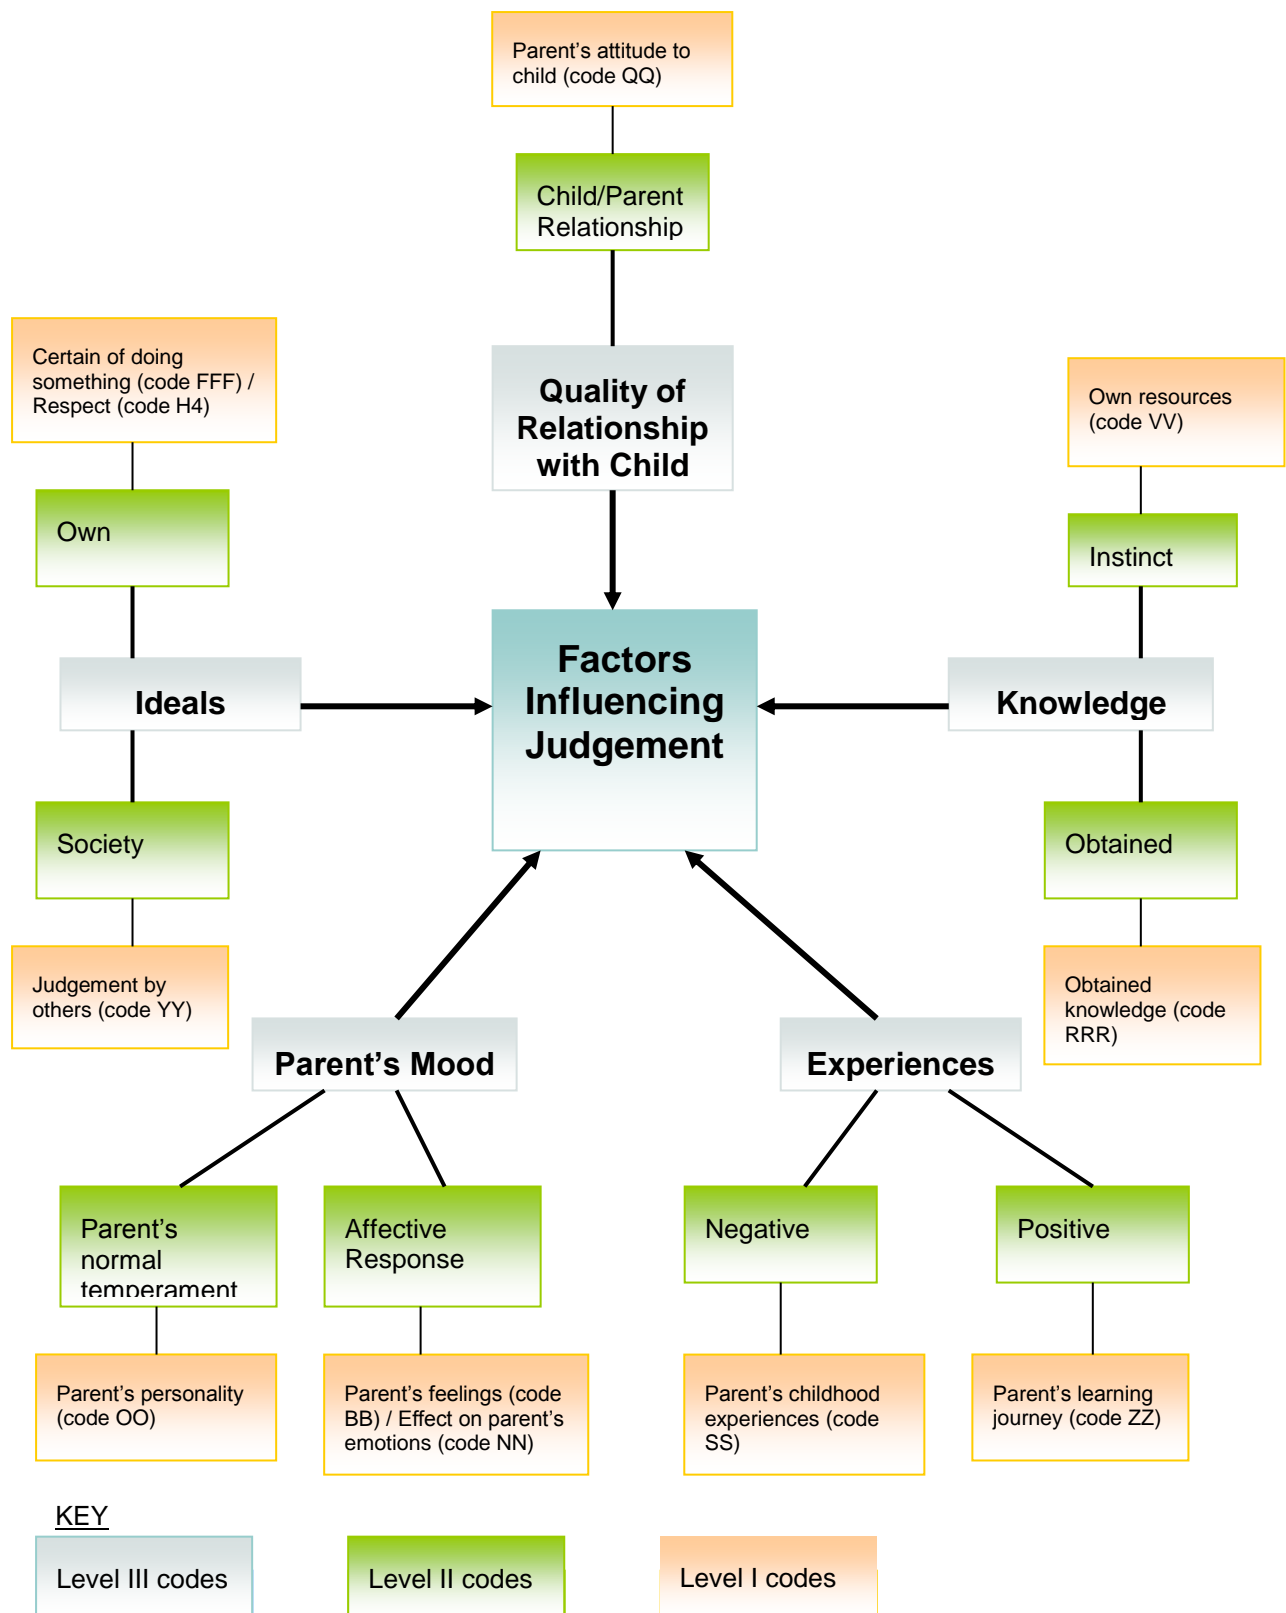 Parent’s attitude to
child (code QQ)
Child/Parent
Relationship
Certain of doing
something (code FFF) /
Respect (code H4)
Quality of
Relationship
with Child
Own resources
(code VV)
Own
Instinct
Ideals
Factors
Influencing
Judgement
Knowledge
Society
Obtained
Judgement by
others (code YY)
Obtained
knowledge (code
RRR)
Parent’s Mood
Experiences
Parent’s
normal
temperament
Affective
Response
Negative
Positive
Parent’s personality
(code OO)
Parent’s feelings (code
BB) / Effect on parent’s
emotions (code NN)
Parent’s childhood
experiences (code
SS)
Parent’s learning
journey (code ZZ)
KEY
Level III codes
Level II codes
Level I codes